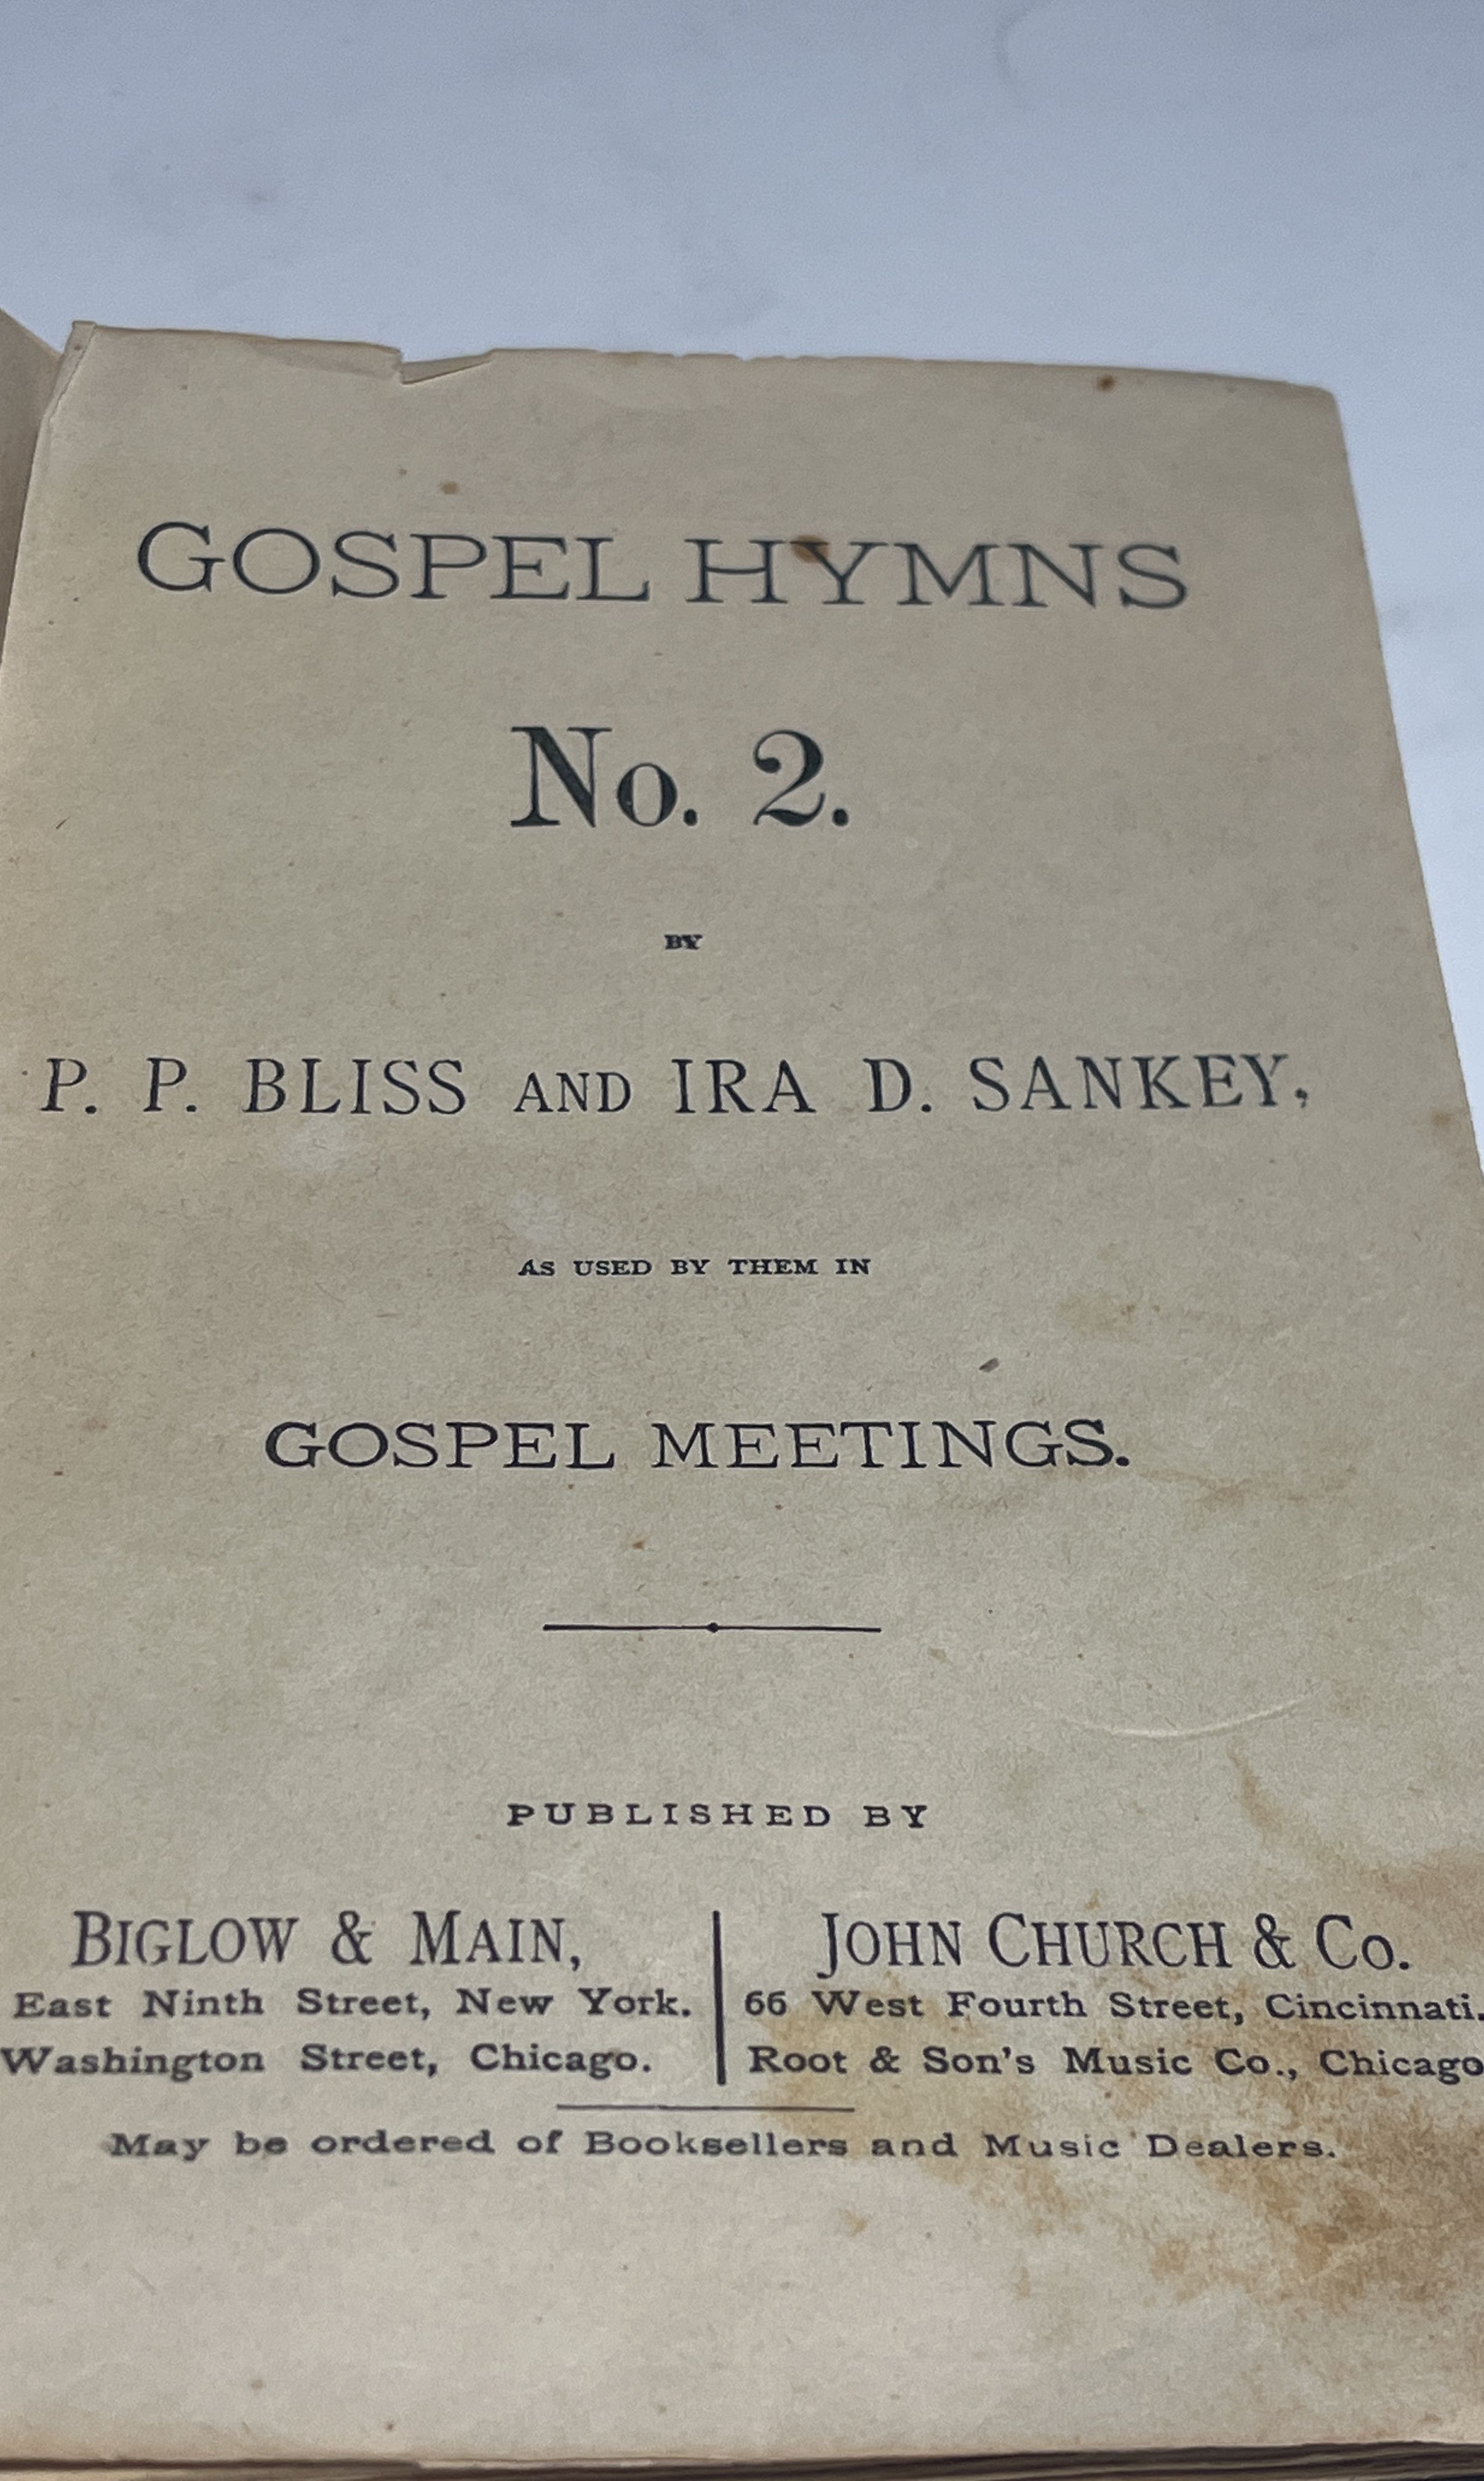 GOSPEL HYMNS
No. 2.
BY
P. P. BLISS AND IRA D. SANKEY,
AS USED BY THEM IN
GOSPEL MEETINGS.
PUBLISHED BY
BIGLOW & MAIN,
East Ninth Street, New York.
Washington Street, Chicago.
JOHN CHURCH & Co.
66 West Fourth Street, Cincinnati.
Root & Son's Music Co., Chicago
May be ordered of Booksellers and Music Dealers.